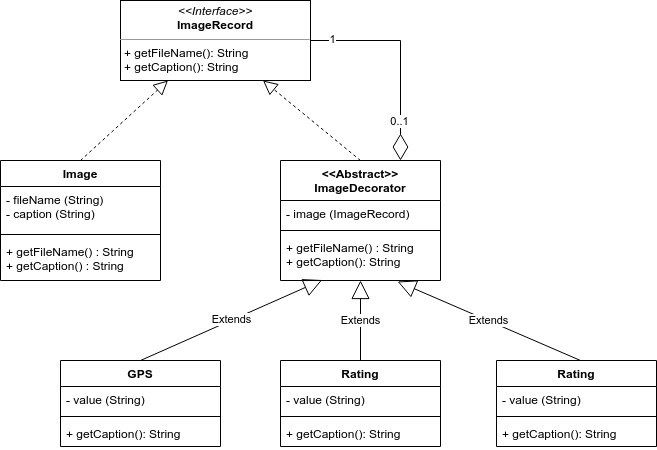 <<Interface>>
ImageRecord
+ getFileName(): String
+ getCaption(): String
1
0..1
Image
- fileName (String)
- caption (String)
+ getFileName() : String
+ getCaption() : String
<<Abstract>>
ImageDecorator
- image (ImageRecord)
+ getFileName() : String
+ getCaption(): String
Extends
Extends
Extends
GPS
- value (String)
+ getCaption(): String
Rating
- value (String)
+ getCaption(): String
Rating
- value (String)
+ getCaption(): String